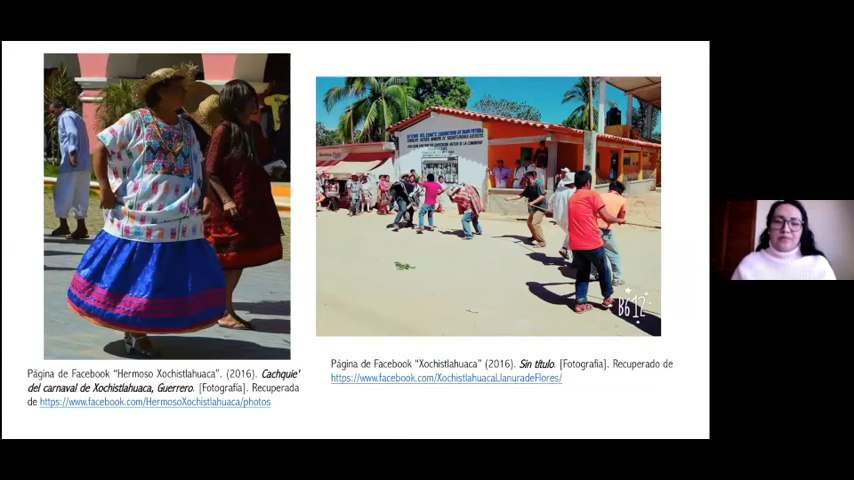 Página de Facebook “Hermoso Xochistlahuaca”. (2016). Cachquie'
del carnaval de Xochistlahuaca, Guerrero. [Fotografía]. Recuperada
de https://www.facebook.com/HermosoXochistlahuaca/photos
Página de Facebook “Xochistlahuaca” (2016). Sin título. [Fotografía]. Recuperado de
https://www.facebook.com/XochistlahuacaLlanuradeFlores/
B612